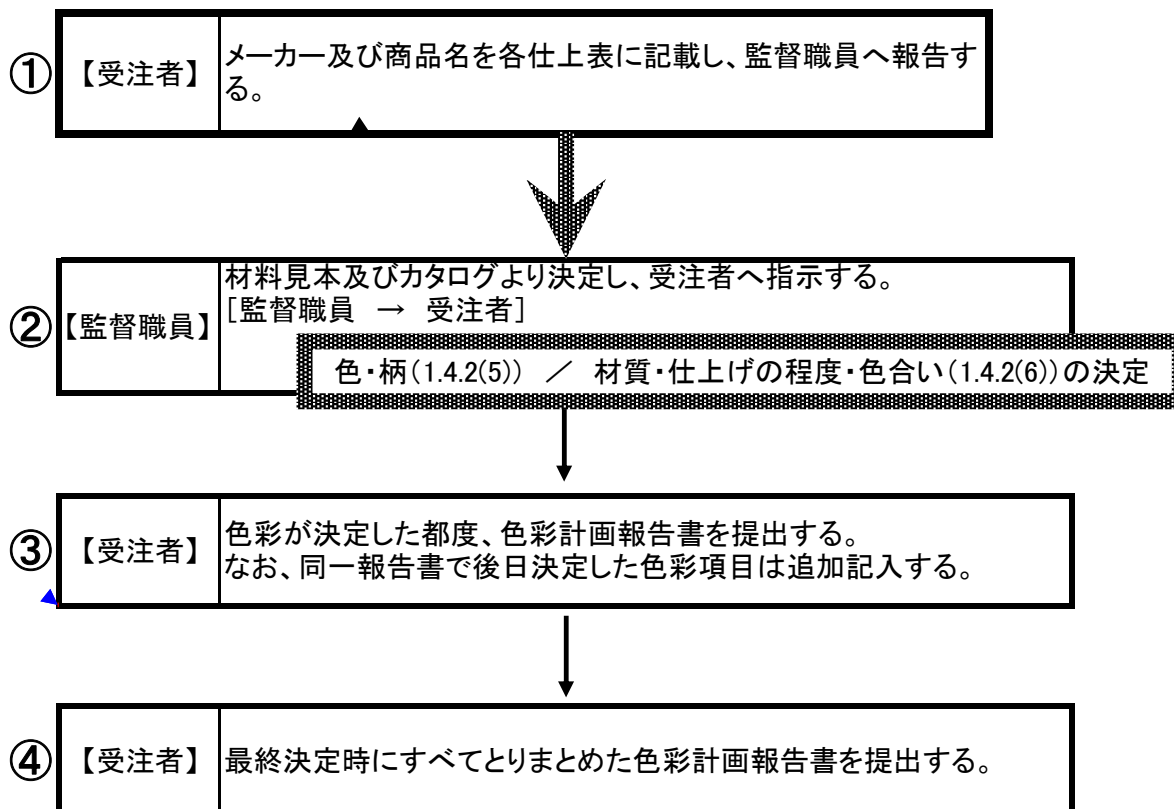 ① 【受注者】 メーカー及び商品名を各仕上表に記載し、監督職員へ報告す
る。
② 【監督職員】 材料見本及びカタログより決定し、受注者へ指示する。
[監督職員 → 受注者]
色・柄(1.4.2(5)) ／ 材質・仕上げの程度・色合い(1.4.2(6))の決定
③ 【受注者】 色彩が決定した都度、色彩計画報告書を提出する。
なお、同一報告書で後日決定した色彩項目は追加記入する。
④ 【受注者】 最終決定時にすべてとりまとめた色彩計画報告書を提出する。